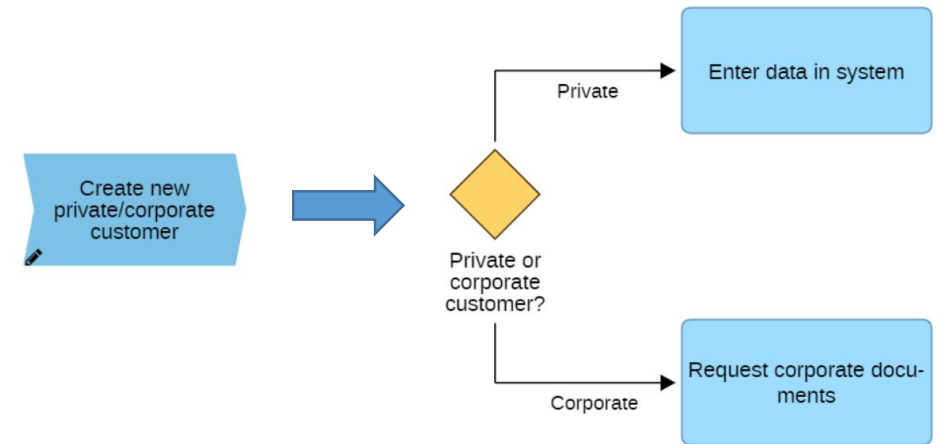 Create new
private/corporate
customer
Private or
corporate
customer?
Private
Enter data in system
Corporate
Request corporate docu-
ments